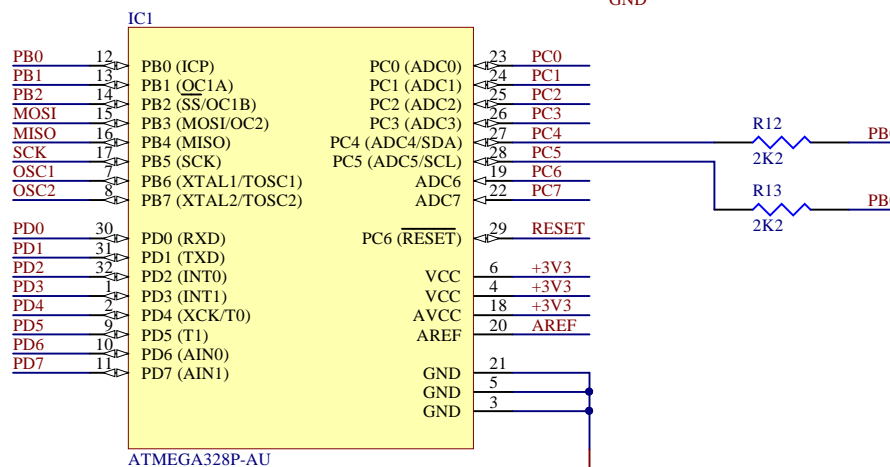 GND
IC1
PB0 12 PB0 (ICP) PC0 (ADC0) 23 PC0
PB1 13 PB1 (OC1A) PC1 (ADC1) 24 PC1
PB2 14 PB2 (SS/OC1B) PC2 (ADC2) 25 PC2
MOSI 15 PB3 (MOSI/OC2) PC3 (ADC3) 26 PC3
MISO 16 PB4 (MISO) PC4 (ADC4/SDA) 27 PC4
SCK 17 PB5 (SCK) PC5 (ADC5/SCL) 28 PC5
OSC1 7 PB6 (XTAL1/TOSC1) ADC6 19 PC6
OSC2 8 PB7 (XTAL2/TOSC2) ADC7 22 PC7
R12
2K2
R13
2K2
PD0 30 PD0 (RXD) PC6 (RESET) 29 RESET
PD1 31 PD1 (TXD)
PD2 32 PD2 (INT0) VCC 6 +3V3
PD3 1 PD3 (INT1) VCC 4 +3V3
PD4 2 PD4 (XCK/T0) AVCC 18 +3V3
PD5 9 PD5 (T1) AREF 20 AREF
PD6 10 PD6 (AIN0)
PD7 11 PD7 (AIN1) GND 21
GND 5
GND 3
ATMEGA328P-AU